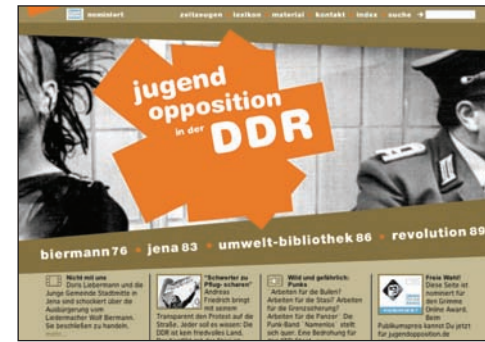 nominiert
zeitzeugen lexikon material kontakt index suche →
jugend
opposition
in der DDR
biermann 76 • jena 83 • umwelt-bibliothek 86 • revolution 89
Nicht mit uns
Doris Liebermann und die
Junge Gemeinde Stadtmitte in
Jena sind schockiert über die
Ausbürgerung vom
Liedermacher Wolf Biermann.
Sie beschließen zu handeln.
mehr...
"Schwerter zu
Pflug-scharen"
Andreas
Friedrich bringt
mit seinem
Transparent den Protest auf die
Straße. Jeder soll es wissen: Die
DDR ist kein friedvolles Land.
Wild und gefährlich:
Punks
Arbeiten für die Bullen?
Arbeiten für die Stasi? Arbeiten
für die Grenzsicherung?
Arbeiten für die Panzer? Die
Punk-Band 'Namenlos' stellt
sich quer. Eine Bedrohung für
Freie Wahl!
Diese Seite ist
nominiert für
den Grimme
Online Award.
Beim
Publikumspreis kannst Du jetzt
für jugendopposition.de